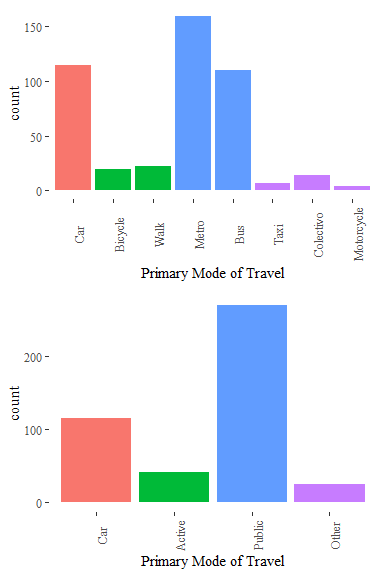 150
100
50
0
count
Car
Bicycle
Walk
Metro
Bus
Taxi
Colectivo
Motorcycle
Primary Mode of Travel
200
100
0
count
Car
Active
Public
Other
Primary Mode of Travel